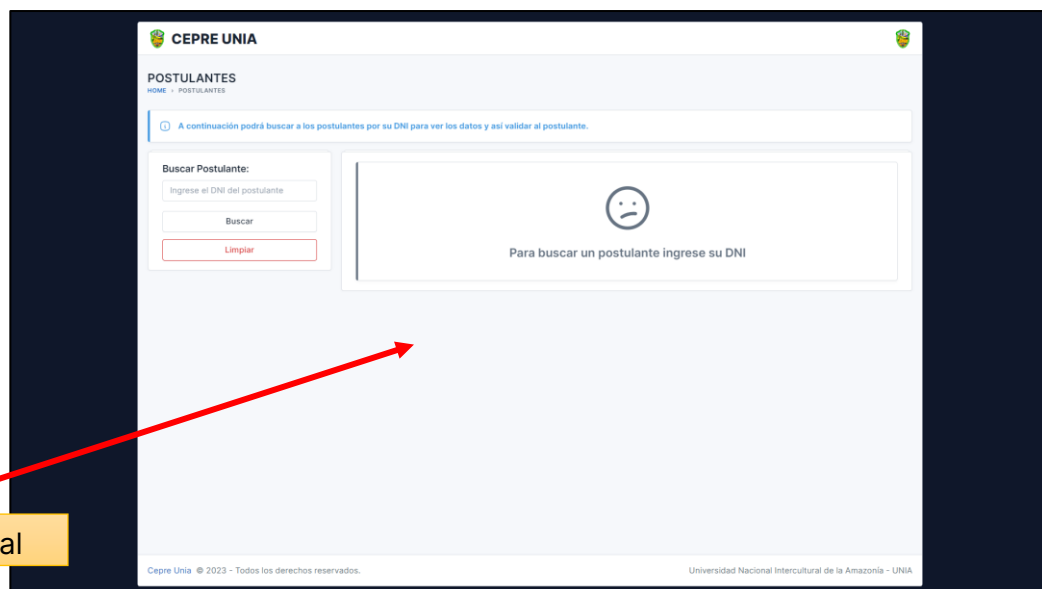 CEPRE UNIA
POSTULANTES
HOME › POSTULANTES
A continuación podrá buscar a los postulantes por su DNI para ver los datos y así validar al postulante.
Buscar Postulante:
Ingrese el DNI del postulante
Buscar
Limpiar
Para buscar un postulante ingrese su DNI
al
Cepre Unia © 2023 - Todos los derechos reservados.
Universidad Nacional Intercultural de la Amazonía - UNIA